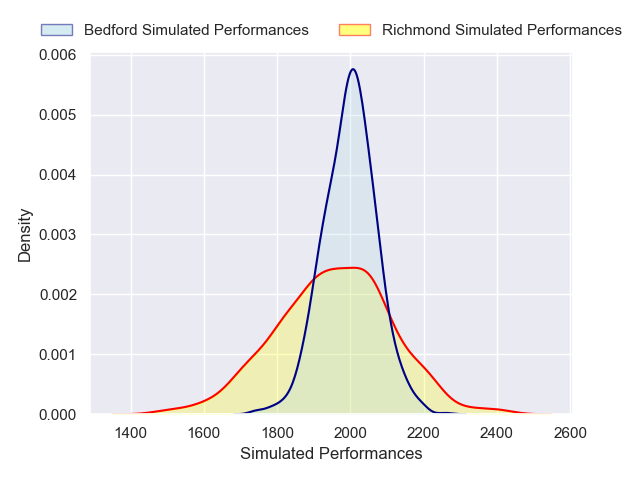 Bedford Simulated Performances Richmond Simulated Performances
0.006
0.005
0.004
0.003
0.002
0.001
0.000
Density
1400 1600 1800 2000 2200 2400 2600
Simulated Performances